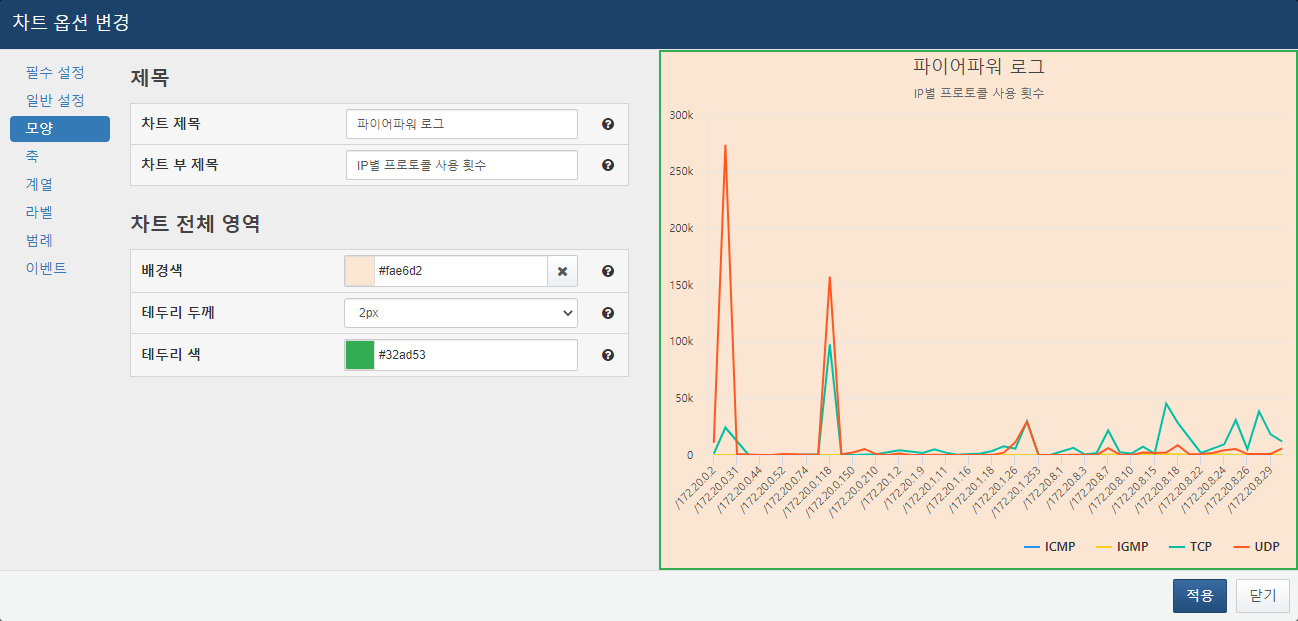 차트 옵션 변경
필수 설정
일반 설정
모양
축
계열
라벨
범례
이벤트
제목
차트 제목
파이어파워 로그
차트 부 제목
IP별 프로토콜 사용 횟수
차트 전체 영역
배경색
#fae6d2
테두리 두께
2px
테두리 색
#32ad53
파이어파워 로그
IP별 프로토콜 사용 횟수
300k
250k
200k
150k
100k
50k
0
/172.20.0.2
/172.20.0.31
/172.20.0.44
/172.20.0.52
/172.20.0.74
/172.20.0.118
/172.20.0.150
/172.20.0.210
/172.20.1.2
/172.20.1.9
/172.20.1.11
/172.20.1.16
/172.20.1.18
/172.20.1.26
/172.20.1.253
/172.20.8.1
/172.20.8.3
/172.20.8.7
/172.20.8.10
/172.20.8.15
/172.20.8.18
/172.20.8.22
/172.20.8.24
/172.20.8.26
/172.20.8.29
ICMP IGMP TCP UDP
적용 닫기